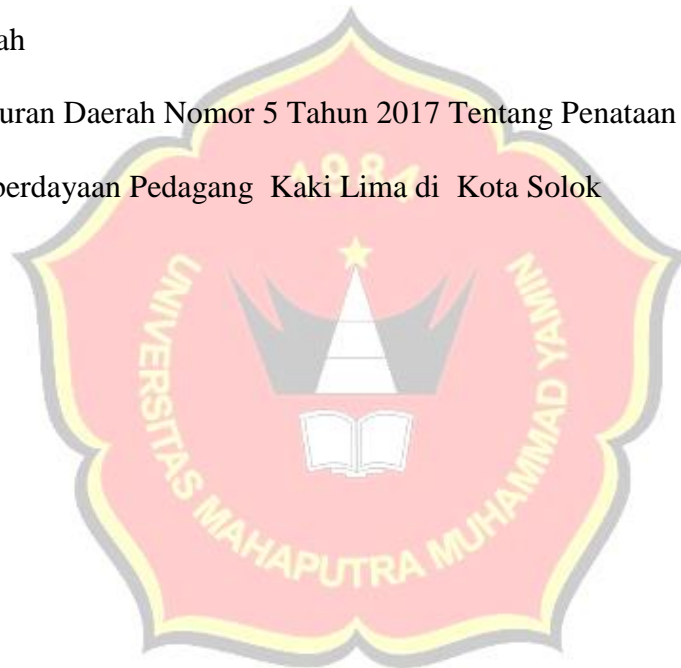 ah
uran Daerah Nomor 5 Tahun 2017 Tentang Penataan
berdayaan Pedagang Kaki Lima di Kota Solok
1984
UNIVERSITAS MAHAPUTRA MUHAMMAD YAMIN